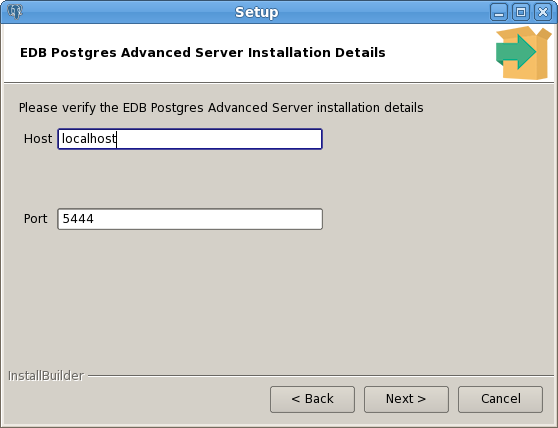 Setup
EDB Postgres Advanced Server Installation Details
Please verify the EDB Postgres Advanced Server installation details
Host localhost
Port 5444
InstallBuilder
< Back Next > Cancel